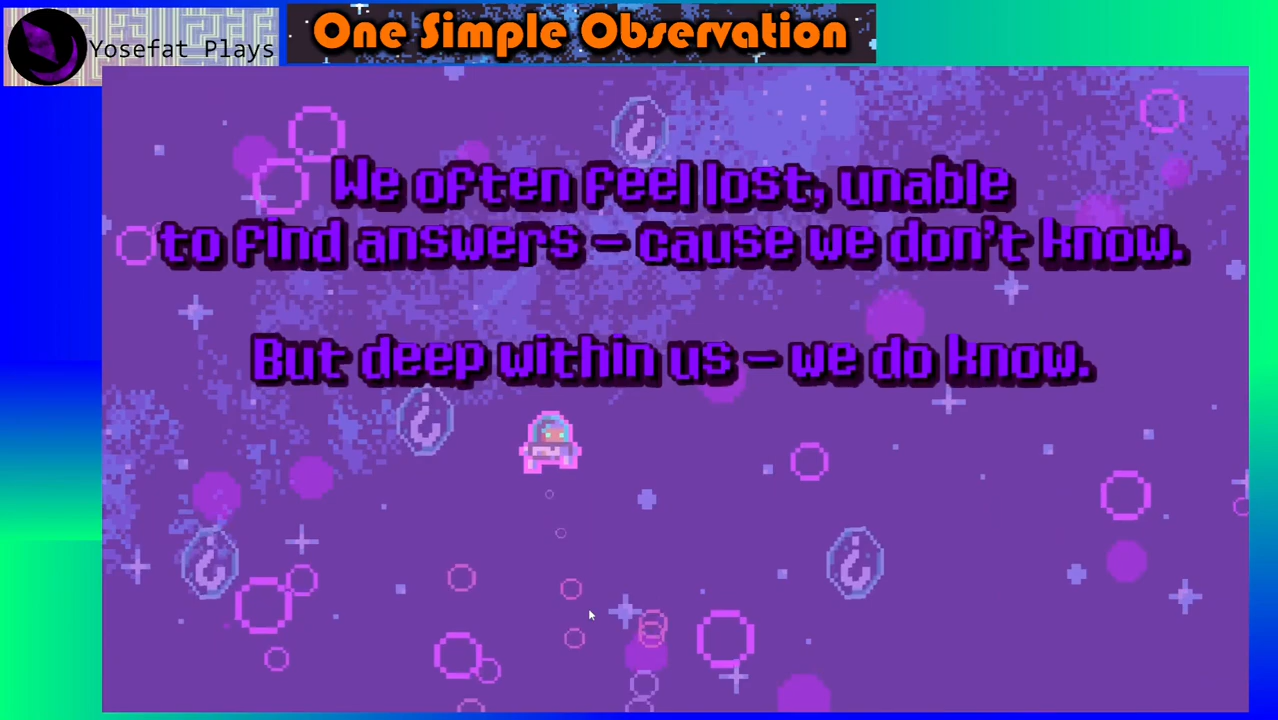 Yosefat Plays
One Simple Observation
We often feel lost, unable
to find answers - cause we don't know.
But deep within us - we do know.
¿
¿
¿
¿